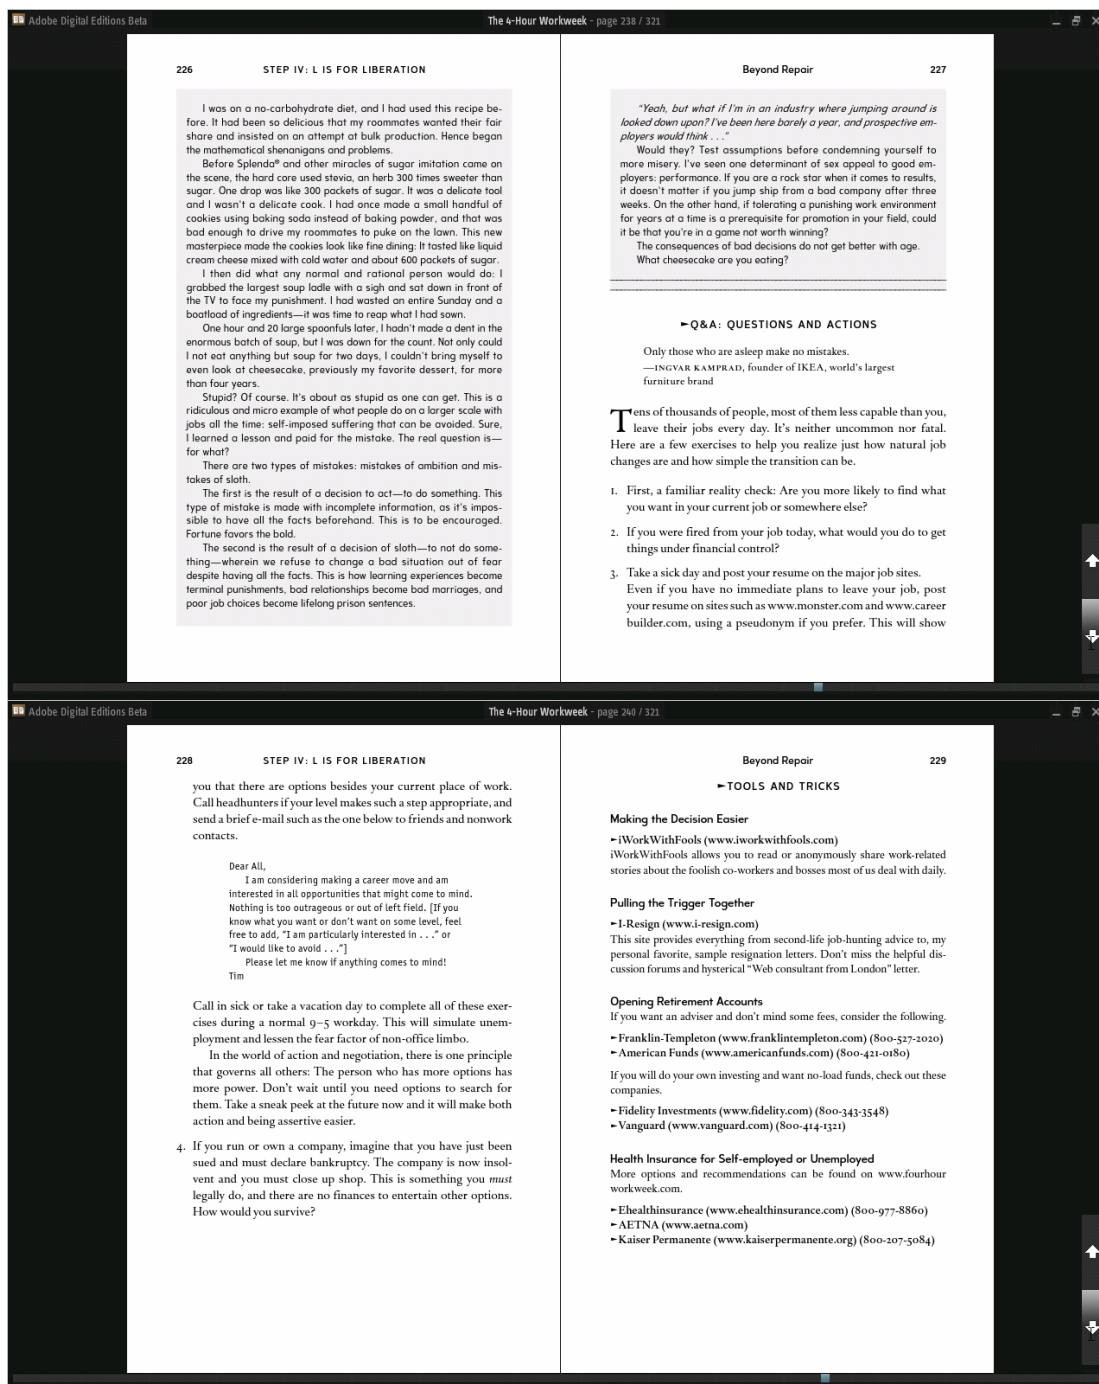 Adobe Digital Editions Beta
The 4-Hour Workweek - page 238 / 321
226 STEP IV: L IS FOR LIBERATION
I was on a no-carbohydrate diet, and I had used this recipe be-
fore. It had been so delicious that my roommates wanted their fair
share and insisted on an attempt at bulk production. Hence began
the mathematical shenanigans and problems.
Before Splenda® and other miracles of sugar imitation came on
the scene, the hard core used stevia, an herb 300 times sweeter than
sugar. One drop was like 300 packets of sugar. It was a delicate tool
and I wasn't a delicate cook. I had once made a small handful of
cookies using baking soda instead of baking powder, and that was
bad enough to drive my roommates to puke on the lawn. This new
masterpiece made the cookies look like fine dining: It tasted like liquid
cream cheese mixed with cold water and about 600 packets of sugar.
I then did what any normal and rational person would do: I
grabbed the largest soup ladle with a sigh and sat down in front of
the TV to face my punishment. I had wasted an entire Sunday and a
boatload of ingredients—it was time to reap what I had sown.
One hour and 20 large spoonfuls later, I hadn't made a dent in the
enormous batch of soup, but I was down for the count. Not only could
I not eat anything but soup for two days, I couldn't bring myself to
even look at cheesecake, previously my favorite dessert, for more
than four years.
Stupid? Of course. It's about as stupid as one can get. This is a
ridiculous and micro example of what people do on a larger scale with
jobs all the time: self-imposed suffering that can be avoided. Sure,
I learned a lesson and paid for the mistake. The real question is—
for what?
There are two types of mistakes: mistakes of ambition and mis-
takes of sloth.
The first is the result of a decision to act—to do something. This
type of mistake is made with incomplete information, as it's impos-
sible to have all the facts beforehand. This is to be encouraged.
Fortune favors the bold.
The second is the result of a decision of sloth—to not do some-
thing—wherein we refuse to change a bad situation out of fear
despite having all the facts. This is how learning experiences become
terminal punishments, bad relationships become bad marriages, and
poor job choices become lifelong prison sentences.
Beyond Repair 227
"Yeah, but what if I'm in an industry where jumping around is
looked down upon? I've been here barely a year, and prospective em-
ployers would think . . ."
Would they? Test assumptions before condemning yourself to
more misery. I've seen one determinant of sex appeal to good em-
ployers: performance. If you are a rock star when it comes to results,
it doesn't matter if you jump ship from a bad company after three
weeks. On the other hand, if tolerating a punishing work environment
for years at a time is a prerequisite for promotion in your field, could
it be that you're in a game not worth winning?
The consequences of bad decisions do not get better with age.
What cheesecake are you eating?
►Q&A: QUESTIONS AND ACTIONS
Only those who are asleep make no mistakes.
—INGVAR KAMPRAD, founder of IKEA, world's largest
furniture brand
Tens of thousands of people, most of them less capable than you,
leave their jobs every day. It's neither uncommon nor fatal.
Here are a few exercises to help you realize just how natural job
changes are and how simple the transition can be.
1. First, a familiar reality check: Are you more likely to find what
you want in your current job or somewhere else?
2. If you were fired from your job today, what would you do to get
things under financial control?
3. Take a sick day and post your resume on the major job sites.
Even if you have no immediate plans to leave your job, post
your resume on sites such as www.monster.com and www.career
builder.com, using a pseudonym if you prefer. This will show
Adobe Digital Editions Beta
The 4-Hour Workweek - page 240 / 321
228 STEP IV: L IS FOR LIBERATION
you that there are options besides your current place of work.
Call headhunters if your level makes such a step appropriate, and
send a brief e-mail such as the one below to friends and nonwork
contacts.
Dear All,
I am considering making a career move and am
interested in all opportunities that might come to mind.
Nothing is too outrageous or out of left field. [If you
know what you want or don't want on some level, feel
free to add, "I am particularly interested in . . ." or
"I would like to avoid . . ."]
Please let me know if anything comes to mind!
Tim
Call in sick or take a vacation day to complete all of these exer-
cises during a normal 9–5 workday. This will simulate unem-
ployment and lessen the fear factor of non-office limbo.
In the world of action and negotiation, there is one principle
that governs all others: The person who has more options has
more power. Don't wait until you need options to search for
them. Take a sneak peek at the future now and it will make both
action and being assertive easier.
4. If you run or own a company, imagine that you have just been
sued and must declare bankruptcy. The company is now insol-
vent and you must close up shop. This is something you must
legally do, and there are no finances to entertain other options.
How would you survive?
Beyond Repair 229
►TOOLS AND TRICKS
Making the Decision Easier
►iWorkWithFools (www.iworkwithfools.com)
iWorkWithFools allows you to read or anonymously share work-related
stories about the foolish co-workers and bosses most of us deal with daily.
Pulling the Trigger Together
►I-Resign (www.i-resign.com)
This site provides everything from second-life job-hunting advice to, my
personal favorite, sample resignation letters. Don't miss the helpful dis-
cussion forums and hysterical "Web consultant from London" letter.
Opening Retirement Accounts
If you want an adviser and don't mind some fees, consider the following.
►Franklin-Templeton (www.franklintempleton.com) (800-527-2020)
►American Funds (www.americanfunds.com) (800-421-0180)
If you will do your own investing and want no-load funds, check out these
companies.
►Fidelity Investments (www.fidelity.com) (800-343-3548)
►Vanguard (www.vanguard.com) (800-414-1321)
Health Insurance for Self-employed or Unemployed
More options and recommendations can be found on www.fourhour
workweek.com.
►Ehealthinsurance (www.ehealthinsurance.com) (800-977-8860)
►AETNA (www.aetna.com)
►Kaiser Permanente (www.kaiserpermanente.org) (800-207-5084)